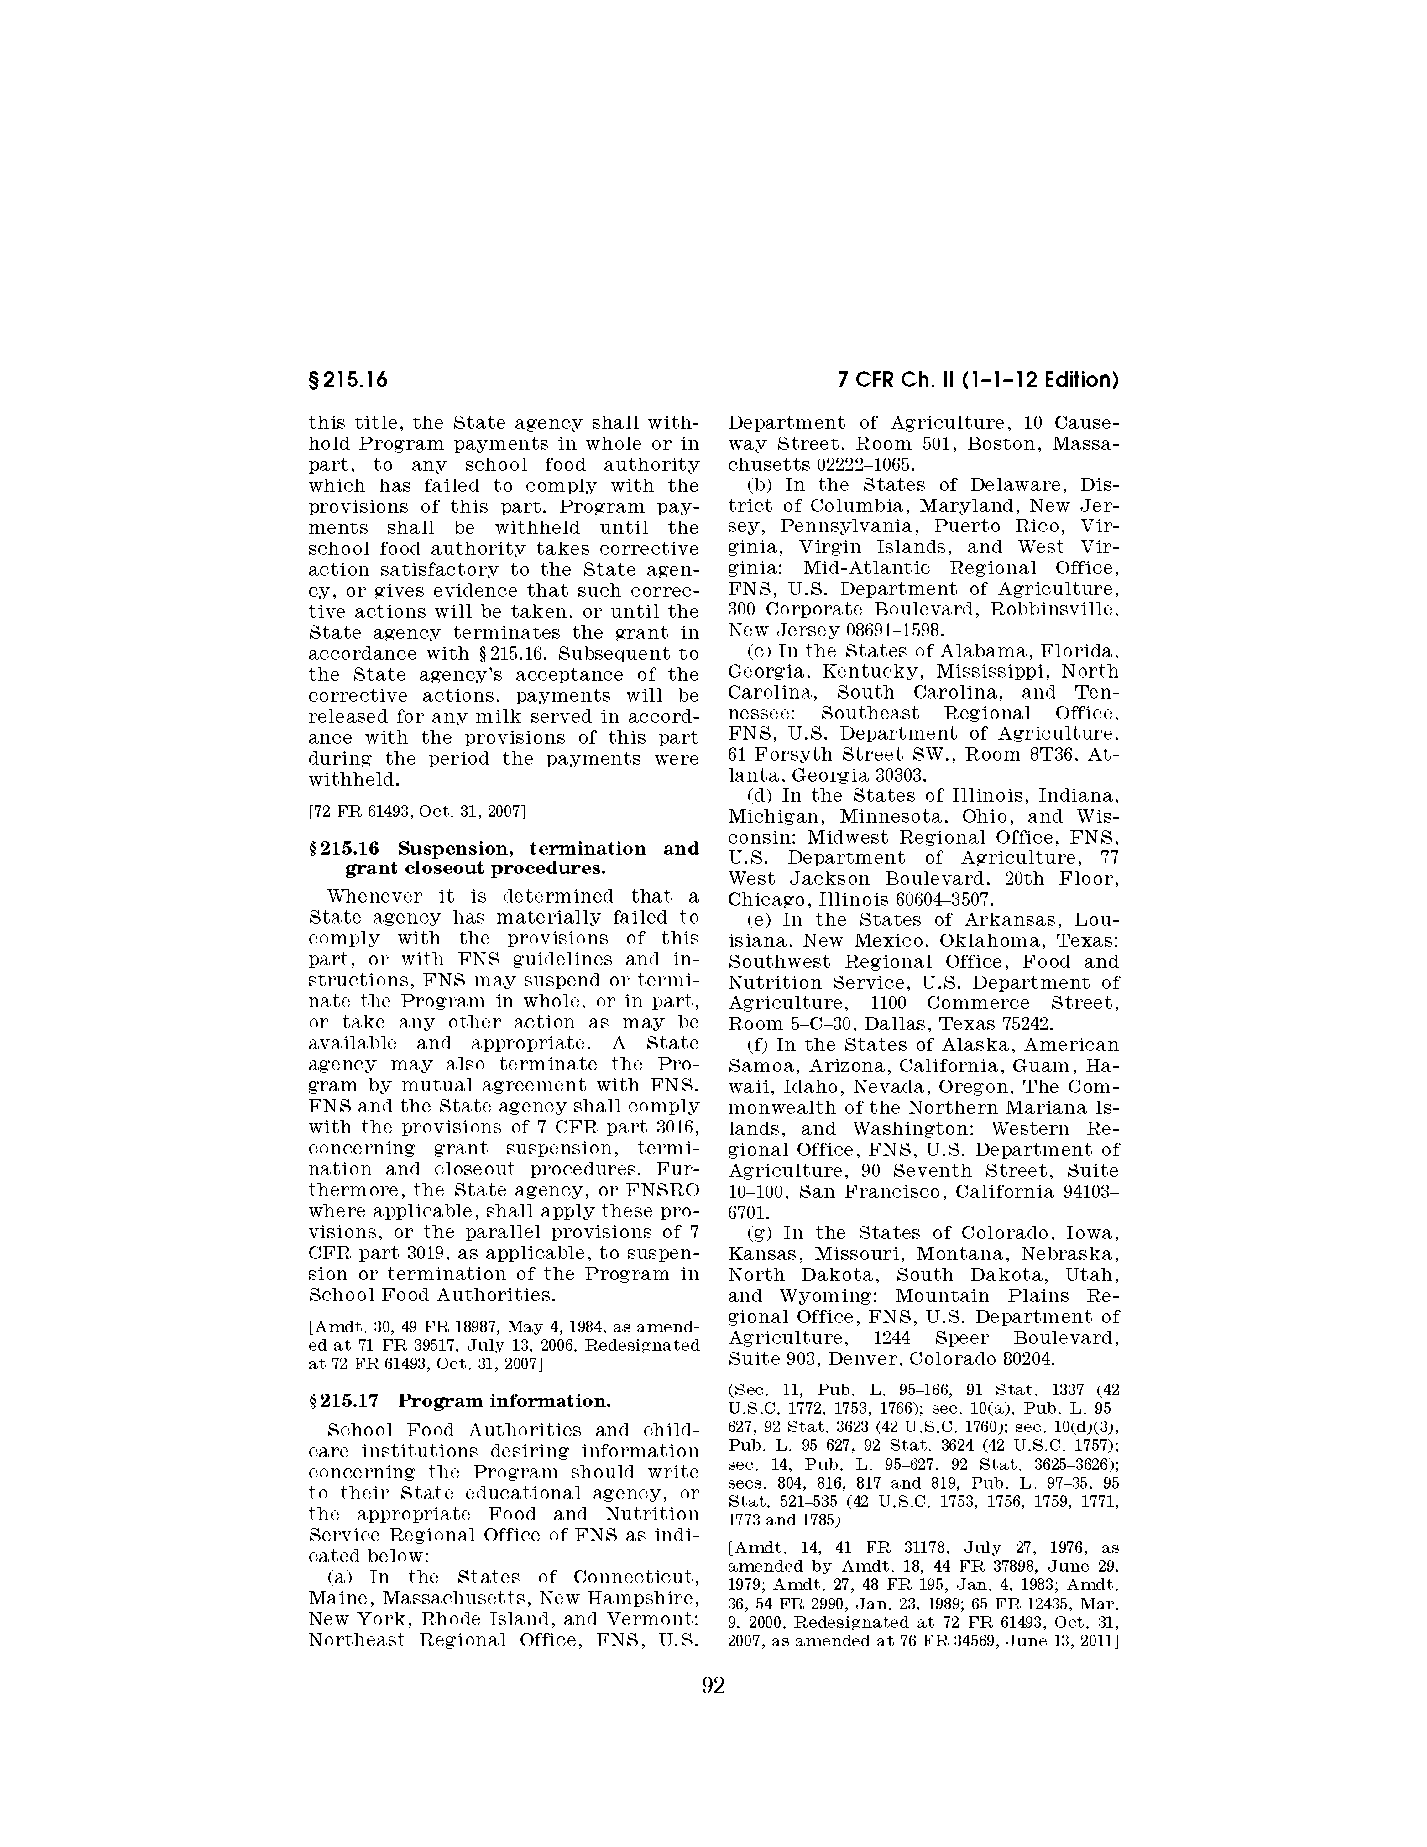 § 215.16
7 CFR Ch. II (1–1–12 Edition)
this title, the State agency shall with-
hold Program payments in whole or in
part, to any school food authority
which has failed to comply with the
provisions of this part. Program pay-
ments shall be withheld until the
school food authority takes corrective
action satisfactory to the State agen-
cy, or gives evidence that such correc-
tive actions will be taken, or until the
State agency terminates the grant in
accordance with § 215.16. Subsequent to
the State agency's acceptance of the
corrective actions, payments will be
released for any milk served in accord-
ance with the provisions of this part
during the period the payments were
withheld.
[72 FR 61493, Oct. 31, 2007]
§ 215.16 Suspension, termination and
grant closeout procedures.
Whenever it is determined that a
State agency has materially failed to
comply with the provisions of this
part, or with FNS guidelines and in-
structions, FNS may suspend or termi-
nate the Program in whole, or in part,
or take any other action as may be
available and appropriate. A State
agency may also terminate the Pro-
gram by mutual agreement with FNS.
FNS and the State agency shall comply
with the provisions of 7 CFR part 3016,
concerning grant suspension, termi-
nation and closeout procedures. Fur-
thermore, the State agency, or FNSRO
where applicable, shall apply these pro-
visions, or the parallel provisions of 7
CFR part 3019, as applicable, to suspen-
sion or termination of the Program in
School Food Authorities.
[Amdt. 30, 49 FR 18987, May 4, 1984, as amend-
ed at 71 FR 39517, July 13, 2006. Redesignated
at 72 FR 61493, Oct. 31, 2007]
§ 215.17 Program information.
School Food Authorities and child-
care institutions desiring information
concerning the Program should write
to their State educational agency, or
the appropriate Food and Nutrition
Service Regional Office of FNS as indi-
cated below:
(a) In the States of Connecticut,
Maine, Massachusetts, New Hampshire,
New York, Rhode Island, and Vermont:
Northeast Regional Office, FNS, U.S.
Department of Agriculture, 10 Cause-
way Street, Room 501, Boston, Massa-
chusetts 02222–1065.
(b) In the States of Delaware, Dis-
trict of Columbia, Maryland, New Jer-
sey, Pennsylvania, Puerto Rico, Vir-
ginia, Virgin Islands, and West Vir-
ginia: Mid-Atlantic Regional Office,
FNS, U.S. Department of Agriculture,
300 Corporate Boulevard, Robbinsville,
New Jersey 08691–1598.
(c) In the States of Alabama, Florida,
Georgia, Kentucky, Mississippi, North
Carolina, South Carolina, and Ten-
nessee: Southeast Regional Office,
FNS, U.S. Department of Agriculture,
61 Forsyth Street SW., Room 8T36, At-
lanta, Georgia 30303.
(d) In the States of Illinois, Indiana,
Michigan, Minnesota, Ohio, and Wis-
consin: Midwest Regional Office, FNS,
U.S. Department of Agriculture, 77
West Jackson Boulevard, 20th Floor,
Chicago, Illinois 60604–3507.
(e) In the States of Arkansas, Lou-
isiana, New Mexico, Oklahoma, Texas:
Southwest Regional Office, Food and
Nutrition Service, U.S. Department of
Agriculture, 1100 Commerce Street,
Room 5–C–30, Dallas, Texas 75242.
(f) In the States of Alaska, American
Samoa, Arizona, California, Guam, Ha-
waii, Idaho, Nevada, Oregon, The Com-
monwealth of the Northern Mariana Is-
lands, and Washington: Western Re-
gional Office, FNS, U.S. Department of
Agriculture, 90 Seventh Street, Suite
10–100, San Francisco, California 94103–
6701.
(g) In the States of Colorado, Iowa,
Kansas, Missouri, Montana, Nebraska,
North Dakota, South Dakota, Utah,
and Wyoming: Mountain Plains Re-
gional Office, FNS, U.S. Department of
Agriculture, 1244 Speer Boulevard,
Suite 903, Denver, Colorado 80204.
(Sec. 11, Pub. L. 95–166, 91 Stat. 1337 (42
U.S.C. 1772, 1753, 1766); sec. 10(a), Pub. L. 95–
627, 92 Stat. 3623 (42 U.S.C. 1760); sec. 10(d)(3),
Pub. L. 95–627, 92 Stat. 3624 (42 U.S.C. 1757);
sec. 14, Pub. L. 95–627, 92 Stat. 3625–3626);
secs. 804, 816, 817 and 819, Pub. L. 97–35, 95
Stat. 521–535 (42 U.S.C. 1753, 1756, 1759, 1771,
1773 and 1785)
[Amdt. 14, 41 FR 31178, July 27, 1976, as
amended by Amdt. 18, 44 FR 37898, June 29,
1979; Amdt. 27, 48 FR 195, Jan. 4, 1983; Amdt.
36, 54 FR 2990, Jan. 23, 1989; 65 FR 12435, Mar.
9, 2000. Redesignated at 72 FR 61493, Oct. 31,
2007, as amended at 76 FR 34569, June 13, 2011]
92